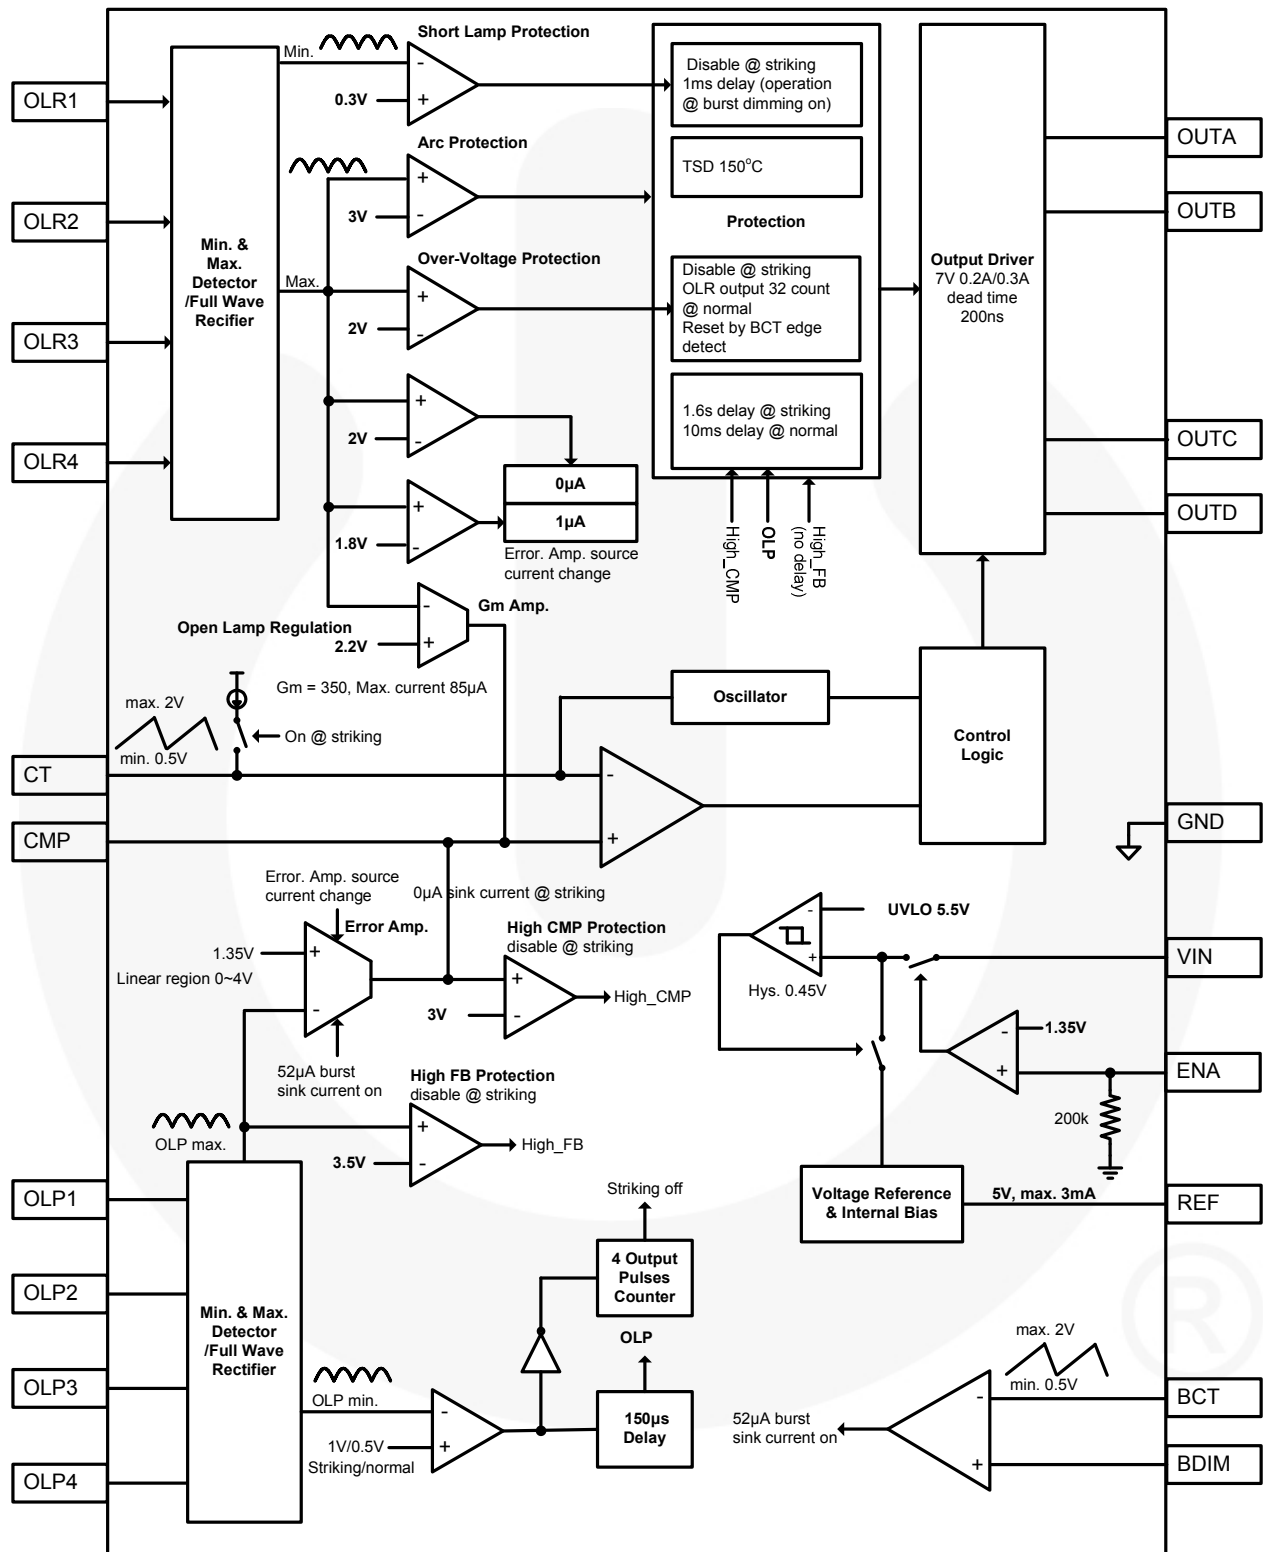 Short Lamp Protection
Min.
-
0.3V
+
Disable @ striking
1ms delay (operation
@ burst dimming on)
OLR1
OUTA
Arc Protection
+
3V
-
TSD 150°C
OLR2
OUTB
Protection
Min. &
Max.
Detector
/Full Wave
Recifier
Max.
Over-Voltage Protection
+
2V
-
Disable @ striking
OLR output 32 count
@ normal
Reset by BCT edge
detect
Output Driver
7V 0.2A/0.3A
dead time
200ns
OLR3
+
2V
-
1.6s delay @ striking
10ms delay @ normal
OUTC
OLR4
0µA
1µA
+
1.8V
-
Error. Amp. source
current change
High_CMP
OLP
High_FB
(no delay)
OUTD
-
Gm Amp.
Open Lamp Regulation
2.2V
+
Gm = 350, Max. current 85µA
max. 2V
min. 0.5V
On @ striking
Oscillator
Control
Logic
CT
-
CMP
+
GND
Error. Amp. source
current change
0µA sink current @ striking
Error Amp.
1.35V
+
Linear region 0~4V
-
52µA burst
sink current on
High CMP Protection
disable @ striking
+
3V
-
High_CMP
-
UVLO 5.5V
+
Hys. 0.45V
VIN
-
1.35V
+
ENA
200k
High FB Protection
disable @ striking
OLP max.
+
3.5V
-
High_FB
OLP1
Striking off
Voltage Reference
& Internal Bias
5V, max. 3mA
REF
4 Output
Pulses
Counter
OLP2
Min. & Max.
Detector
/Full Wave
Rectifier
OLP
max. 2V
min. 0.5V
OLP3
OLP min.
-
1V/0.5V
+
Striking/normal
150µs
Delay
52µA burst
sink current on
-
BCT
+
BDIM
OLP4
®